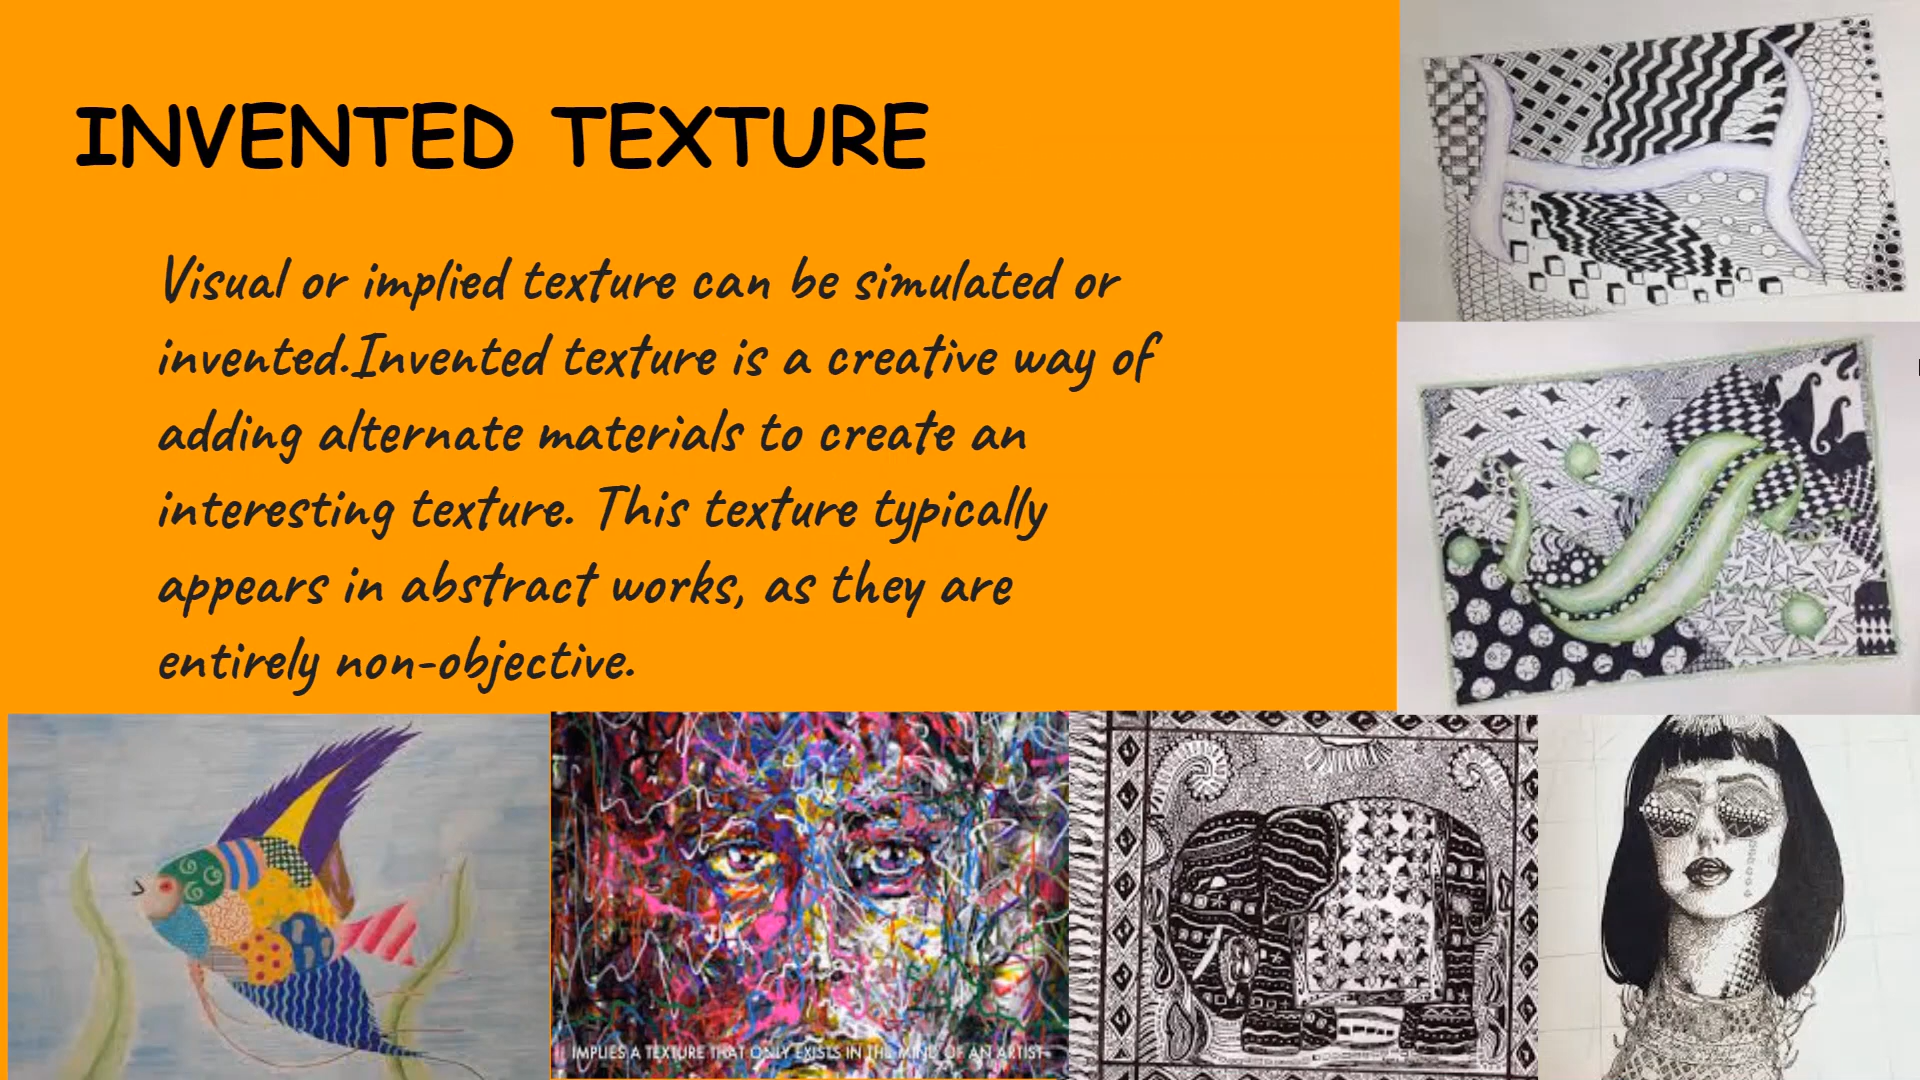 INVENTED TEXTURE
Visual or implied texture can be simulated or
invented.Invented texture is a creative way of
adding alternate materials to create an
interesting texture. This texture typically
appears in abstract works, as they are
entirely non-objective.
IMPLIES A TEXTURE THAT ONLY EXISTS IN THE MIND OF AN ARTIST